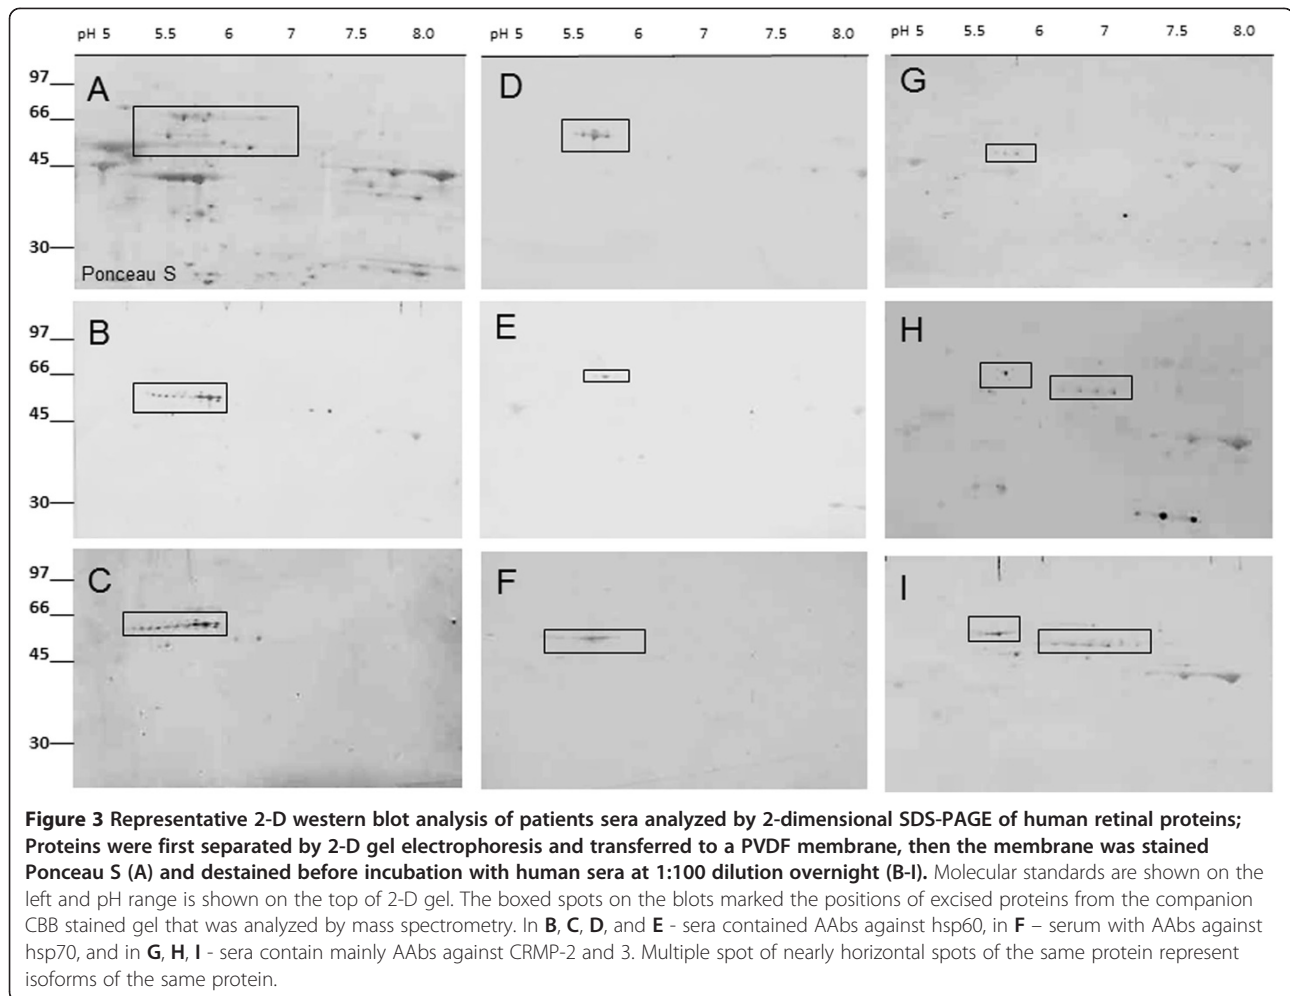 pH 5 5.5 6 7 7.5 8.0
pH 5 5.5 6 7 7.5 8.0
pH 5 5.5 6 7 7.5 8.0
97
66
45
30
A
Ponceau S
D
G
97
66
45
30
B
E
H
97
66
45
30
C
F
I
Figure 3 Representative 2-D western blot analysis of patients sera analyzed by 2-dimensional SDS-PAGE of human retinal proteins;
Proteins were first separated by 2-D gel electrophoresis and transferred to a PVDF membrane, then the membrane was stained
Ponceau S (A) and destained before incubation with human sera at 1:100 dilution overnight (B-I). Molecular standards are shown on the
left and pH range is shown on the top of 2-D gel. The boxed spots on the blots marked the positions of excised proteins from the companion
CBB stained gel that was analyzed by mass spectrometry. In B, C, D, and E - sera contained AAbs against hsp60, in F – serum with AAbs against
hsp70, and in G, H, I - sera contain mainly AAbs against CRMP-2 and 3. Multiple spot of nearly horizontal spots of the same protein represent
isoforms of the same protein.